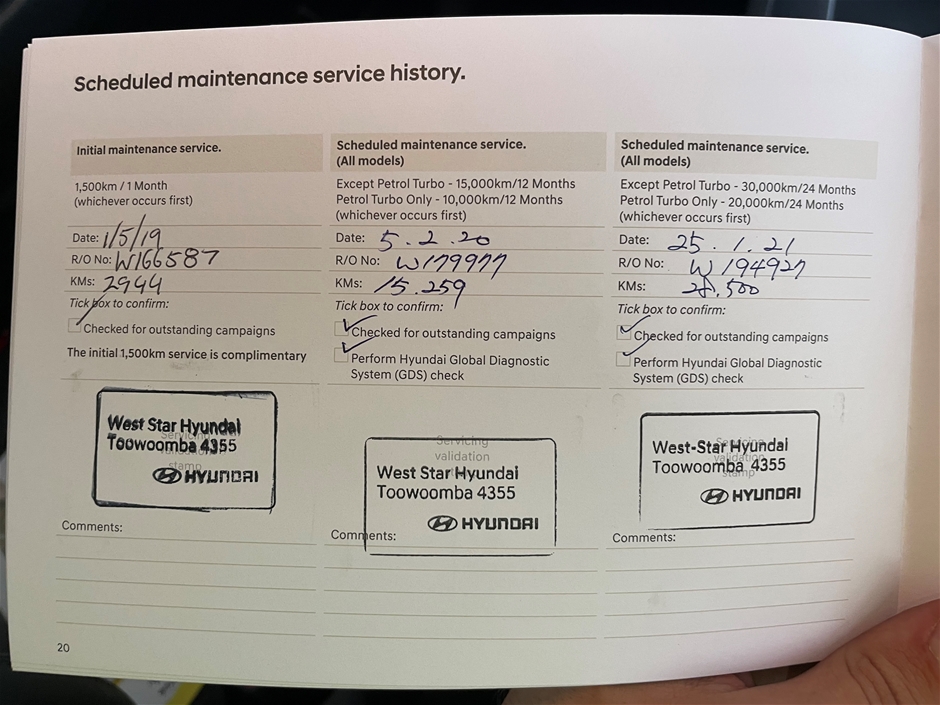 Scheduled maintenance service history.
Initial maintenance service.
1,500km / 1 Month
(whichever occurs first)
Date: 1/5/19
R/O No: W166587
KMs: 2944
Tick box to confirm:
Checked for outstanding campaigns
The initial 1,500km service is complimentary
West Star Hyundai
Toowoomba 4355
HYUNDAI
Comments:
Scheduled maintenance service.
(All models)
Except Petrol Turbo - 15,000km/12 Months
Petrol Turbo Only - 10,000km/12 Months
(whichever occurs first)
Date: 5.2.20
R/O No: W179977
KMs: 15.259
Tick box to confirm:
Checked for outstanding campaigns
Perform Hyundai Global Diagnostic
System (GDS) check
Servicing
validation
West Star Hyundai
Toowoomba 4355
HYUNDAI
Comments:
Scheduled maintenance service.
(All models)
Except Petrol Turbo - 30,000km/24 Months
Petrol Turbo Only - 20,000km/24 Months
(whichever occurs first)
Date: 25.1.21
R/O No: W194927
KMs: 28,500
Tick box to confirm:
Checked for outstanding campaigns
Perform Hyundai Global Diagnostic
System (GDS) check
Servicing
validation
stamp
West-Star Hyundai
Toowoomba 4355
HYUNDAI
Comments:
20